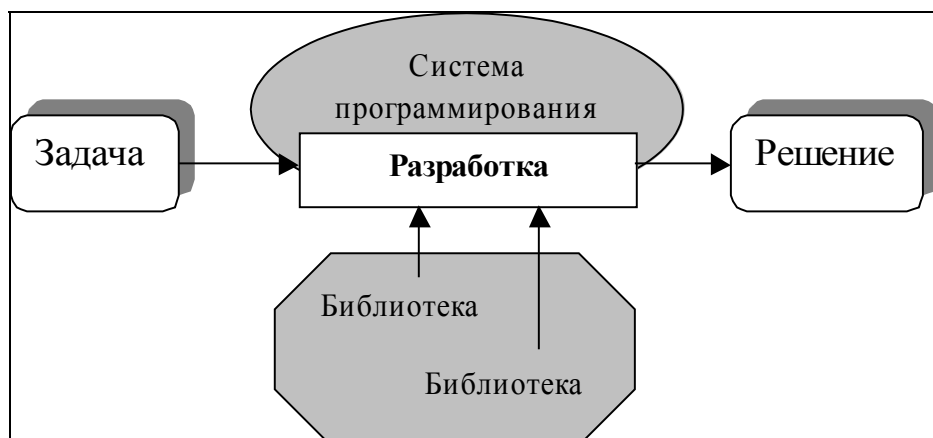 Система
программирования
Задача
Разработка
Решение
Библиотека
Библиотека